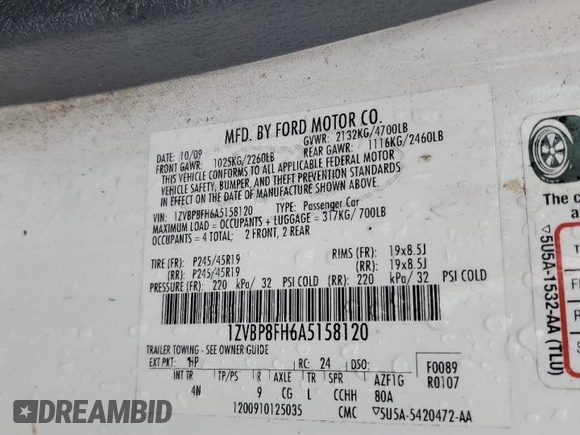 MFD. BY FORD MOTOR CO.
10/09
GVWR: 2132KG/4700LB
FRONT GAWR: 1025KG/2260LB
REAR GAWR: 1116KG/2460LB
THIS VEHICLE CONFORMS TO ALL APPLICABLE FEDERAL MOTOR
VEHICLE SAFETY, BUMPER, AND THEFT PREVENTION STANDARDS
IN EFFECT ON THE DATE OF MANUFACTURE SHOWN ABOVE.
VIN: 1ZVBP8FH6A5158120 TYPE: Passenger Car
MAXIMUM LOAD = OCCUPANTS + LUGGAGE = 317KG/700LB
OCCUPANTS = 4 TOTAL; 2 FRONT, 2 REAR
TIRE (FR): P245/45R19 RIMS (FR): 19x8.5J
(RR): P245/45R19 (RR): 19x8.5J
PRESSURE (FR): 220 kPa/ 32 PSI COLD (RR): 220 kPa/ 32 PSI COLD
1ZVBP8FH6A5158120
TRAILER TOWING - SEE OWNER GUIDE
EXT PNT: HP RC: 24 DSO: F0089
INT TR TP/PS R AXLE TR SPR AZF1G R0107
4N 9 CG L CCHH 80A
1200910125035 CMC ▽5U5A-5420472-AA
The c
▽5U5A-1532-AA (TLU)
T
F
R
S
IDREAMBID
IDREAMBID.COM